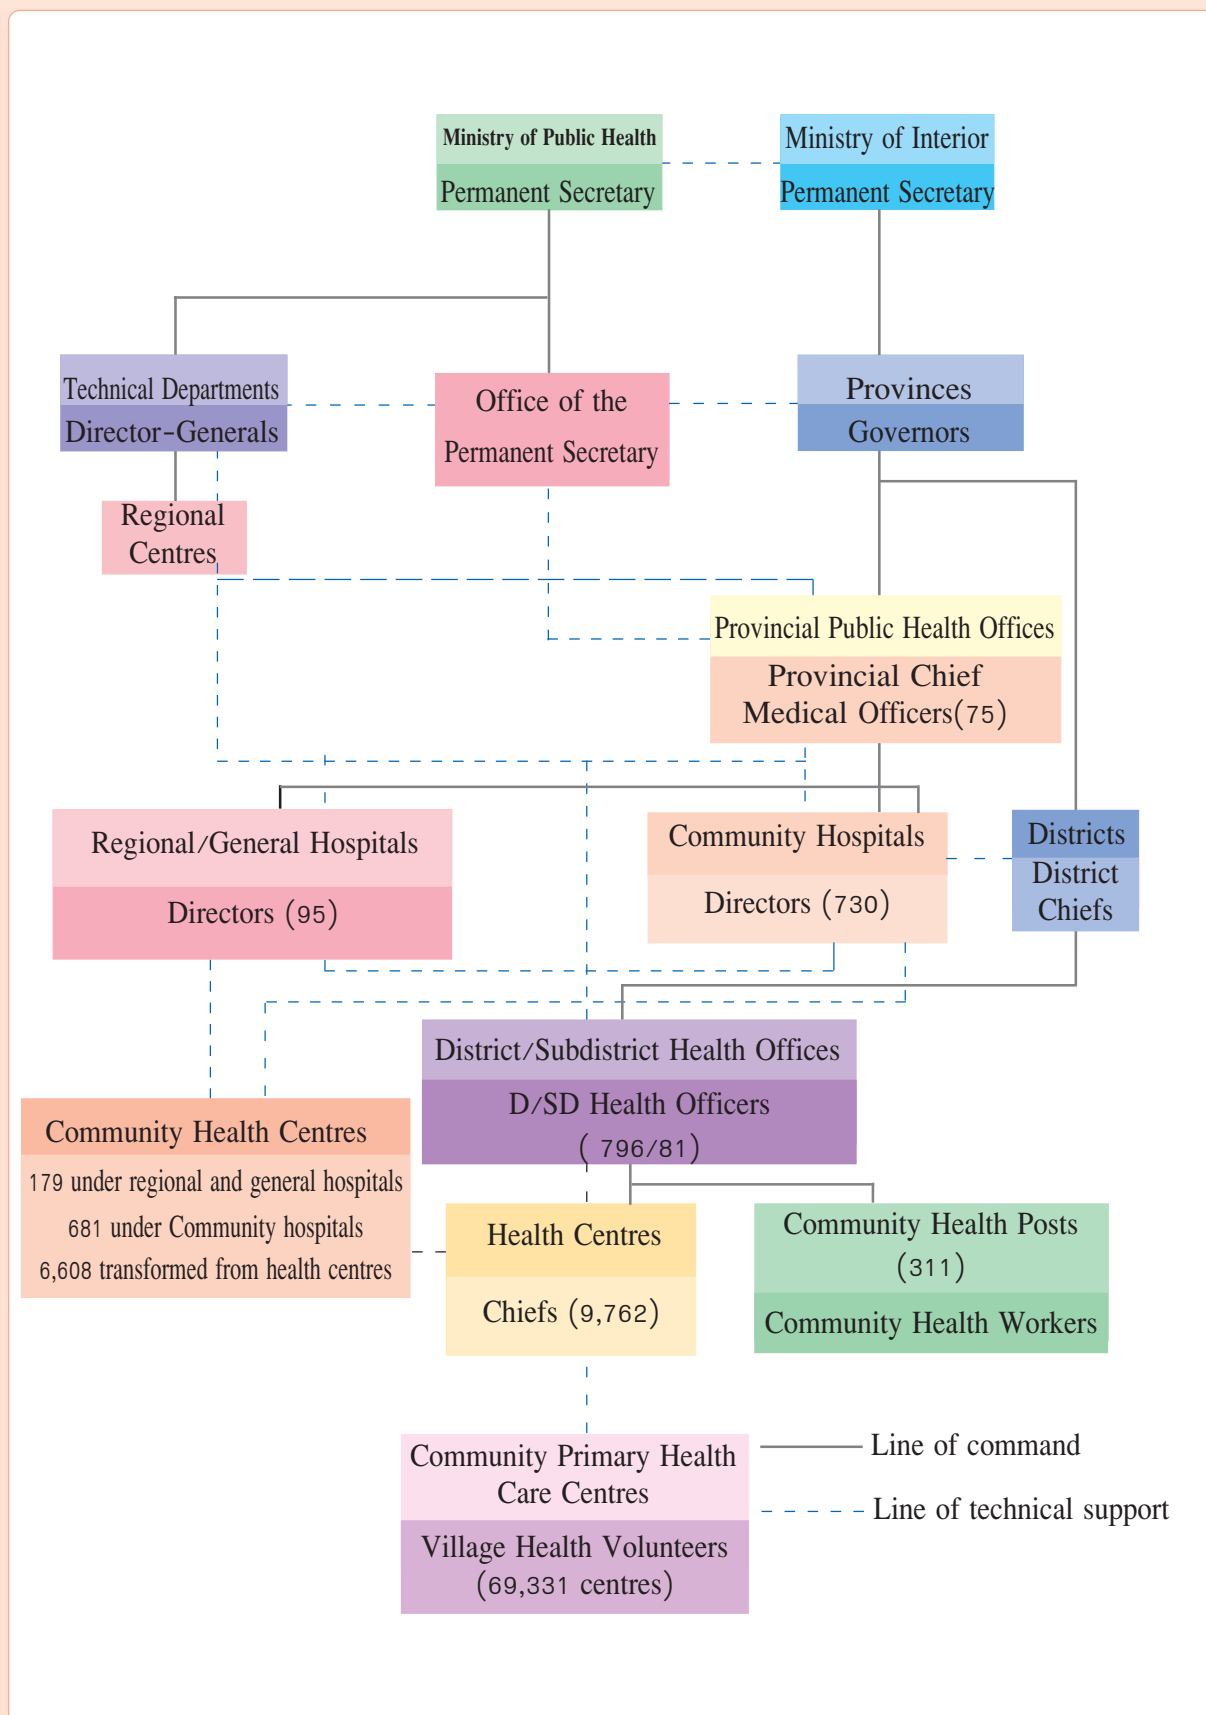 Ministry of Public Health
Permanent Secretary
Ministry of Interior
Permanent Secretary
Technical Departments
Director-Generals
Office of the
Permanent Secretary
Provinces
Governors
Regional
Centres
Provincial Public Health Offices
Provincial Chief
Medical Officers(75)
Regional/General Hospitals
Directors (95)
Community Hospitals
Directors (730)
Districts
District
Chiefs
District/Subdistrict Health Offices
D/SD Health Officers
( 796/81)
Community Health Centres
179 under regional and general hospitals
681 under Community hospitals
6,608 transformed from health centres
Health Centres
Chiefs (9,762)
Community Health Posts
(311)
Community Health Workers
Community Primary Health
Care Centres
Village Health Volunteers
(69,331 centres)
Line of command
Line of technical support